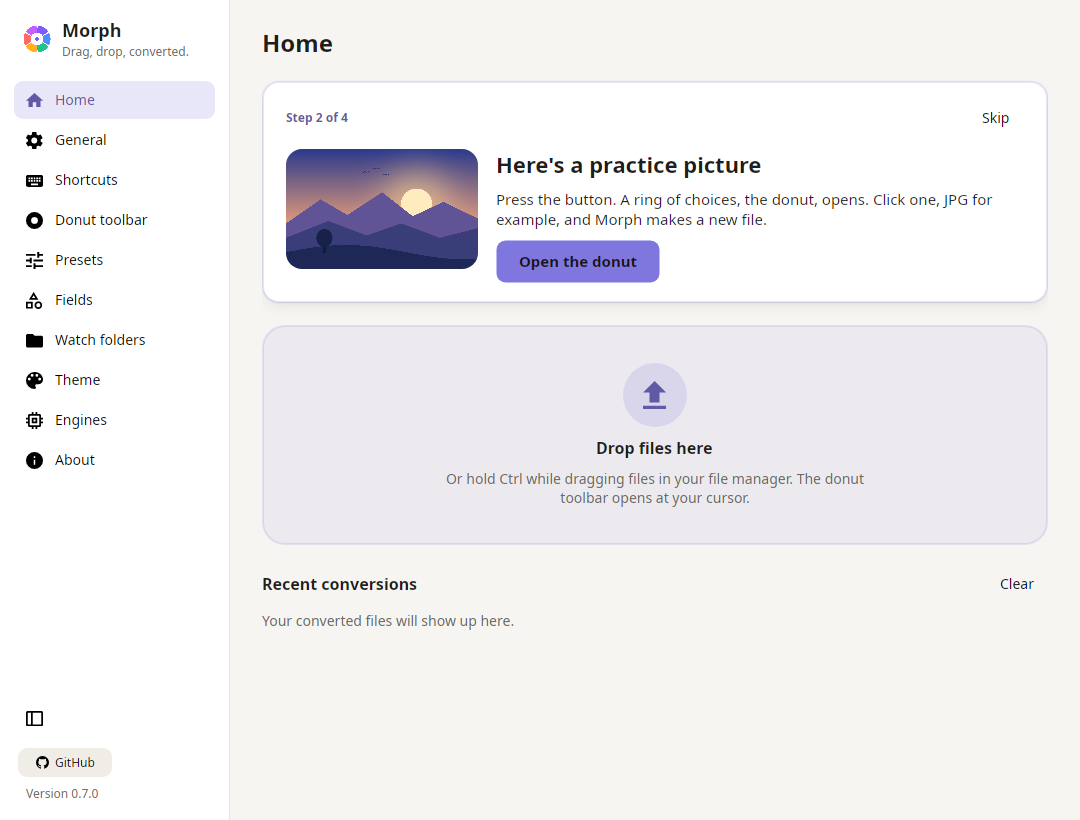 Morph
Drag, drop, converted.
Home
General
Shortcuts
Donut toolbar
Presets
Fields
Watch folders
Theme
Engines
About
GitHub
Version 0.7.0
Home
Step 2 of 4
Skip
Here's a practice picture
Press the button. A ring of choices, the donut, opens. Click one, JPG for
example, and Morph makes a new file.
Open the donut
Drop files here
Or hold Ctrl while dragging files in your file manager. The donut
toolbar opens at your cursor.
Recent conversions
Clear
Your converted files will show up here.